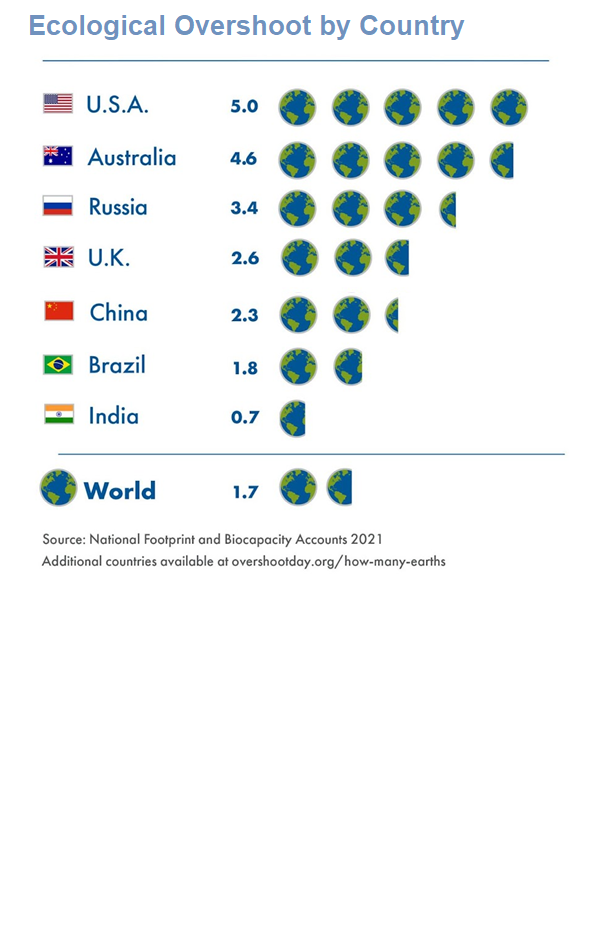 Ecological Overshoot by Country
U.S.A. 5.0
Australia 4.6
Russia 3.4
U.K. 2.6
China 2.3
Brazil 1.8
India 0.7
World 1.7
Source: National Footprint and Biocapacity Accounts 2021
Additional countries available at overshootday.org/how-many-earths